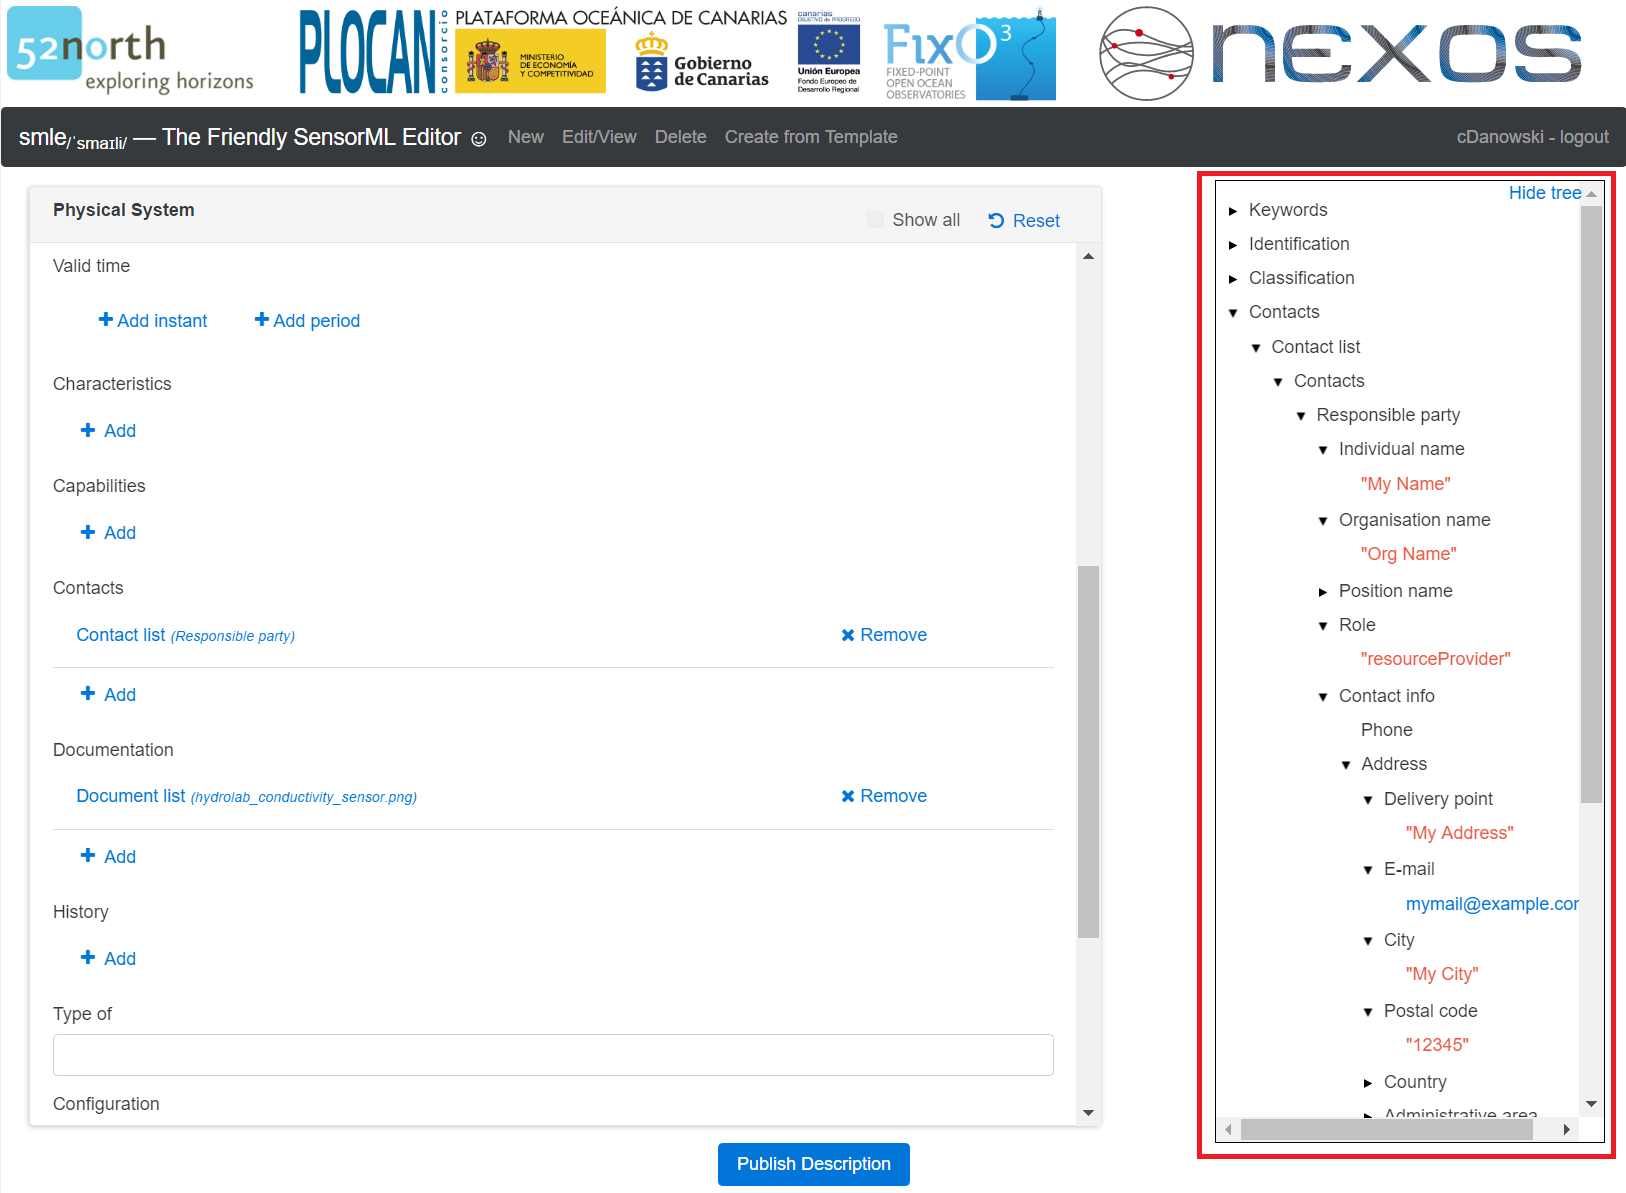 52north
exploring horizons
PLOCAN
consorcio
PLATAFORMA OCEÁNICA DE CANARIAS
MINISTERIO
DE ECONOMÍA
Y COMPETITIVIDAD
Gobierno
de Canarias
canarias
OBJETIVO DE PROGRESO
Unión Europea
Fondo Europeo de
Desarrollo Regional
FixO3
FIXED-POINT
OPEN OCEAN
OBSERVATORIES
nexos
smle/'smaɪli/ — The Friendly SensorML Editor ☺ New Edit/View Delete Create from Template cDanowski - logout
Physical System
Show all Reset
Valid time
Add instant Add period
Characteristics
Add
Capabilities
Add
Contacts
Contact list (Responsible party) Remove
Add
Documentation
Document list (hydrolab_conductivity_sensor.png) Remove
Add
History
Add
Type of
Configuration
Publish Description
Hide tree
Keywords
Identification
Classification
Contacts
Contact list
Contacts
Responsible party
Individual name
"My Name"
Organisation name
"Org Name"
Position name
Role
"resourceProvider"
Contact info
Phone
Address
Delivery point
"My Address"
E-mail
mymail@example.cor
City
"My City"
Postal code
"12345"
Country
Administrative area